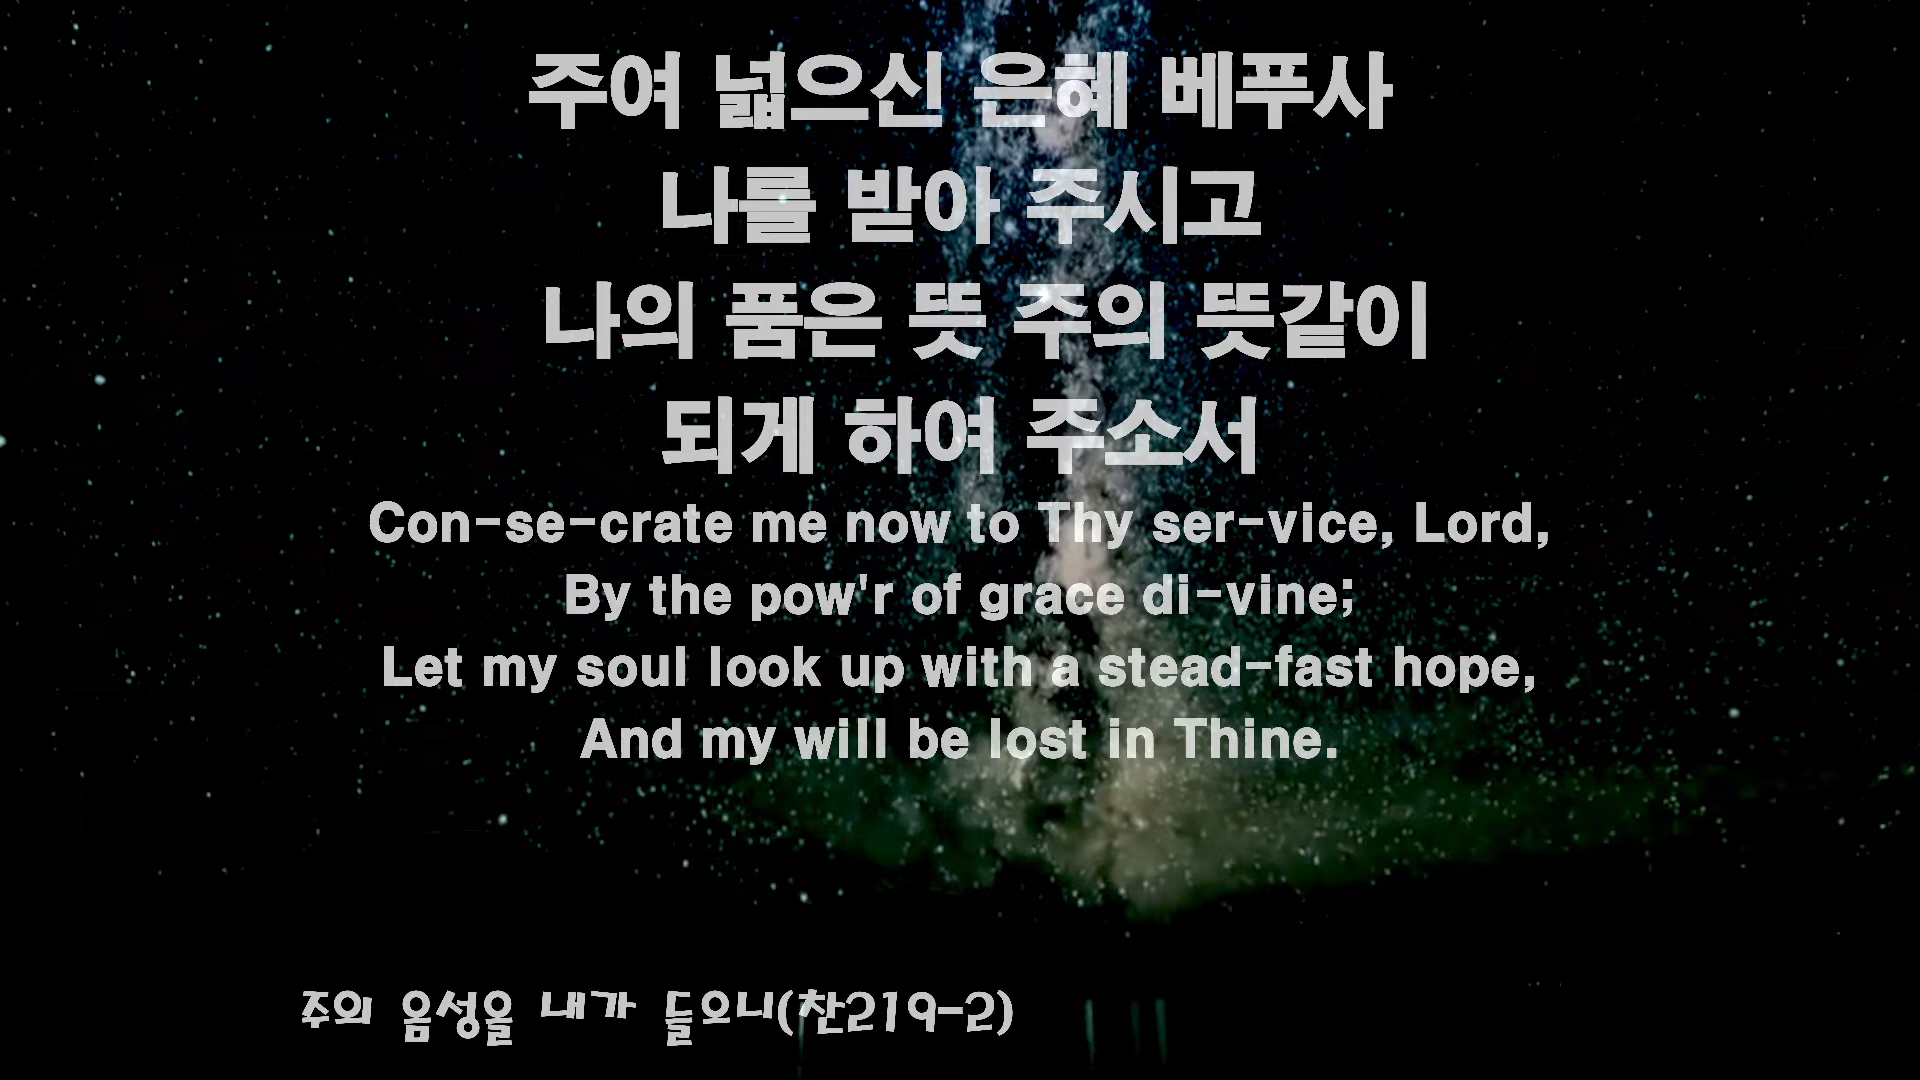 주여 넓으신 은혜 베푸사
나를 받아 주시고
나의 품은 뜻 주의 뜻같이
되게 하여 주소서
Con-se-crate me now to Thy ser-vice, Lord,
By the pow'r of grace di-vine;
Let my soul look up with a stead-fast hope,
And my will be lost in Thine.
주의 음성을 내가 들으니(찬219-2)